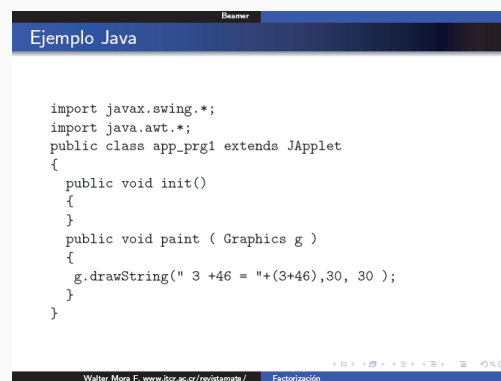 Beamer
Ejemplo Java
import javax.swing.*;
import java.awt.*;
public class app_prg1 extends JApplet
{
public void init()
{
}
public void paint ( Graphics g )
{
g.drawString(" 3 +46 = "+(3+46),30, 30 );
}
}
Walter Mora F. www.itcr.ac.cr/revistamate/ Factorización